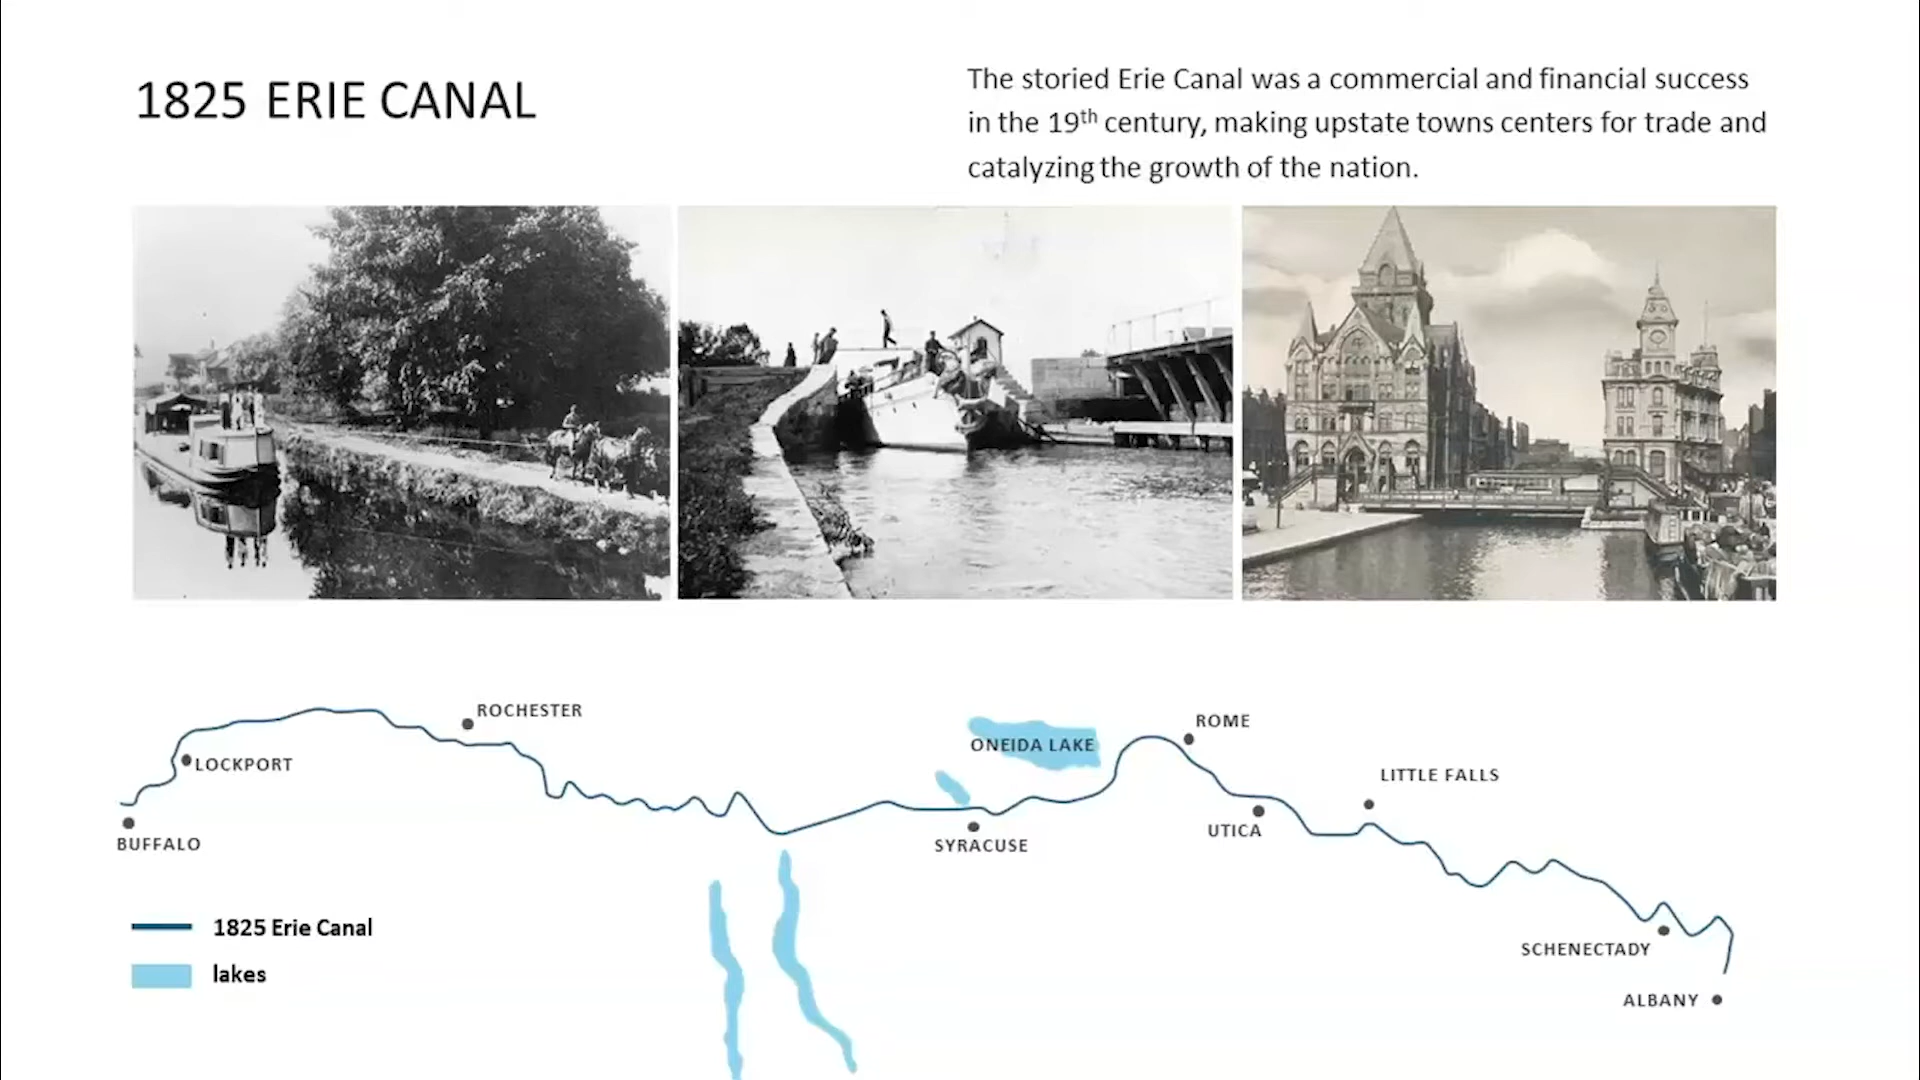 1825 ERIE CANAL
The storied Erie Canal was a commercial and financial success
in the 19th century, making upstate towns centers for trade and
catalyzing the growth of the nation.
ROCHESTER
LOCKPORT
BUFFALO
ONEIDA LAKE
SYRACUSE
ROME
UTICA
LITTLE FALLS
SCHENECTADY
ALBANY
1825 Erie Canal
lakes